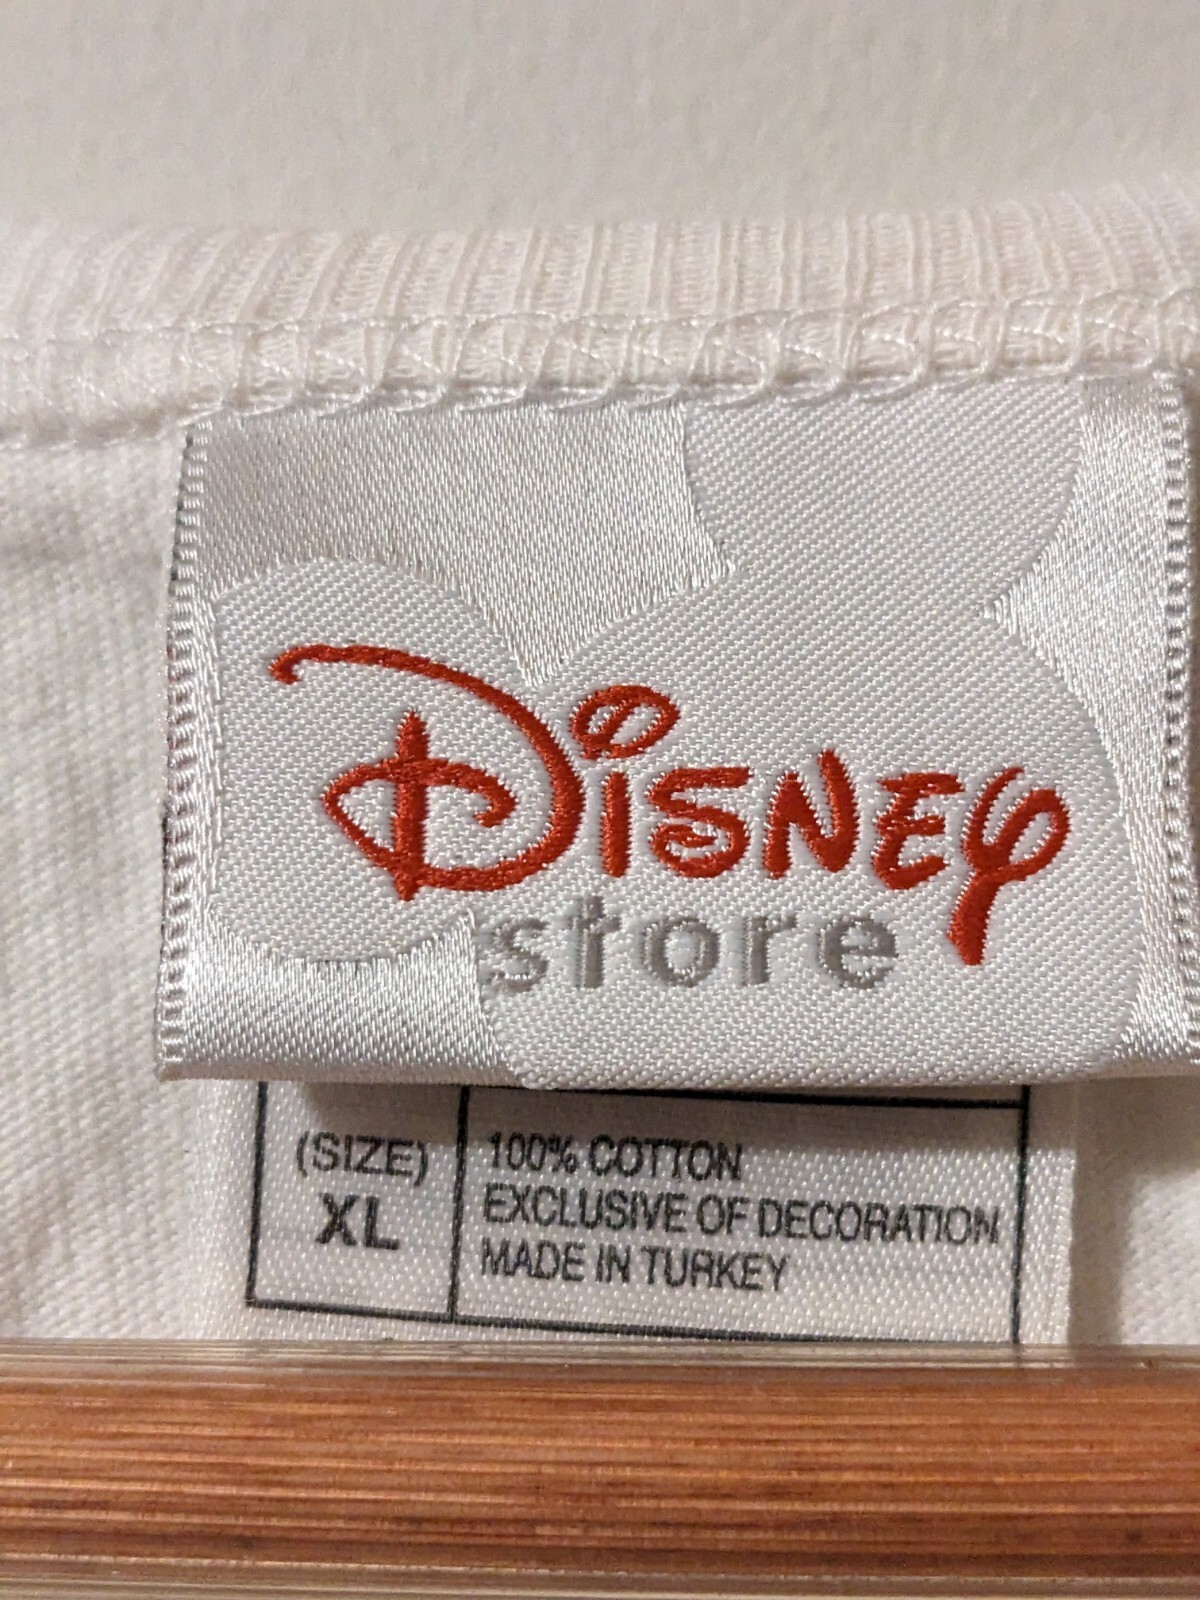 Disney
store
(SIZE)
XL
100% COTTON
EXCLUSIVE OF DECORATION
MADE IN TURKEY